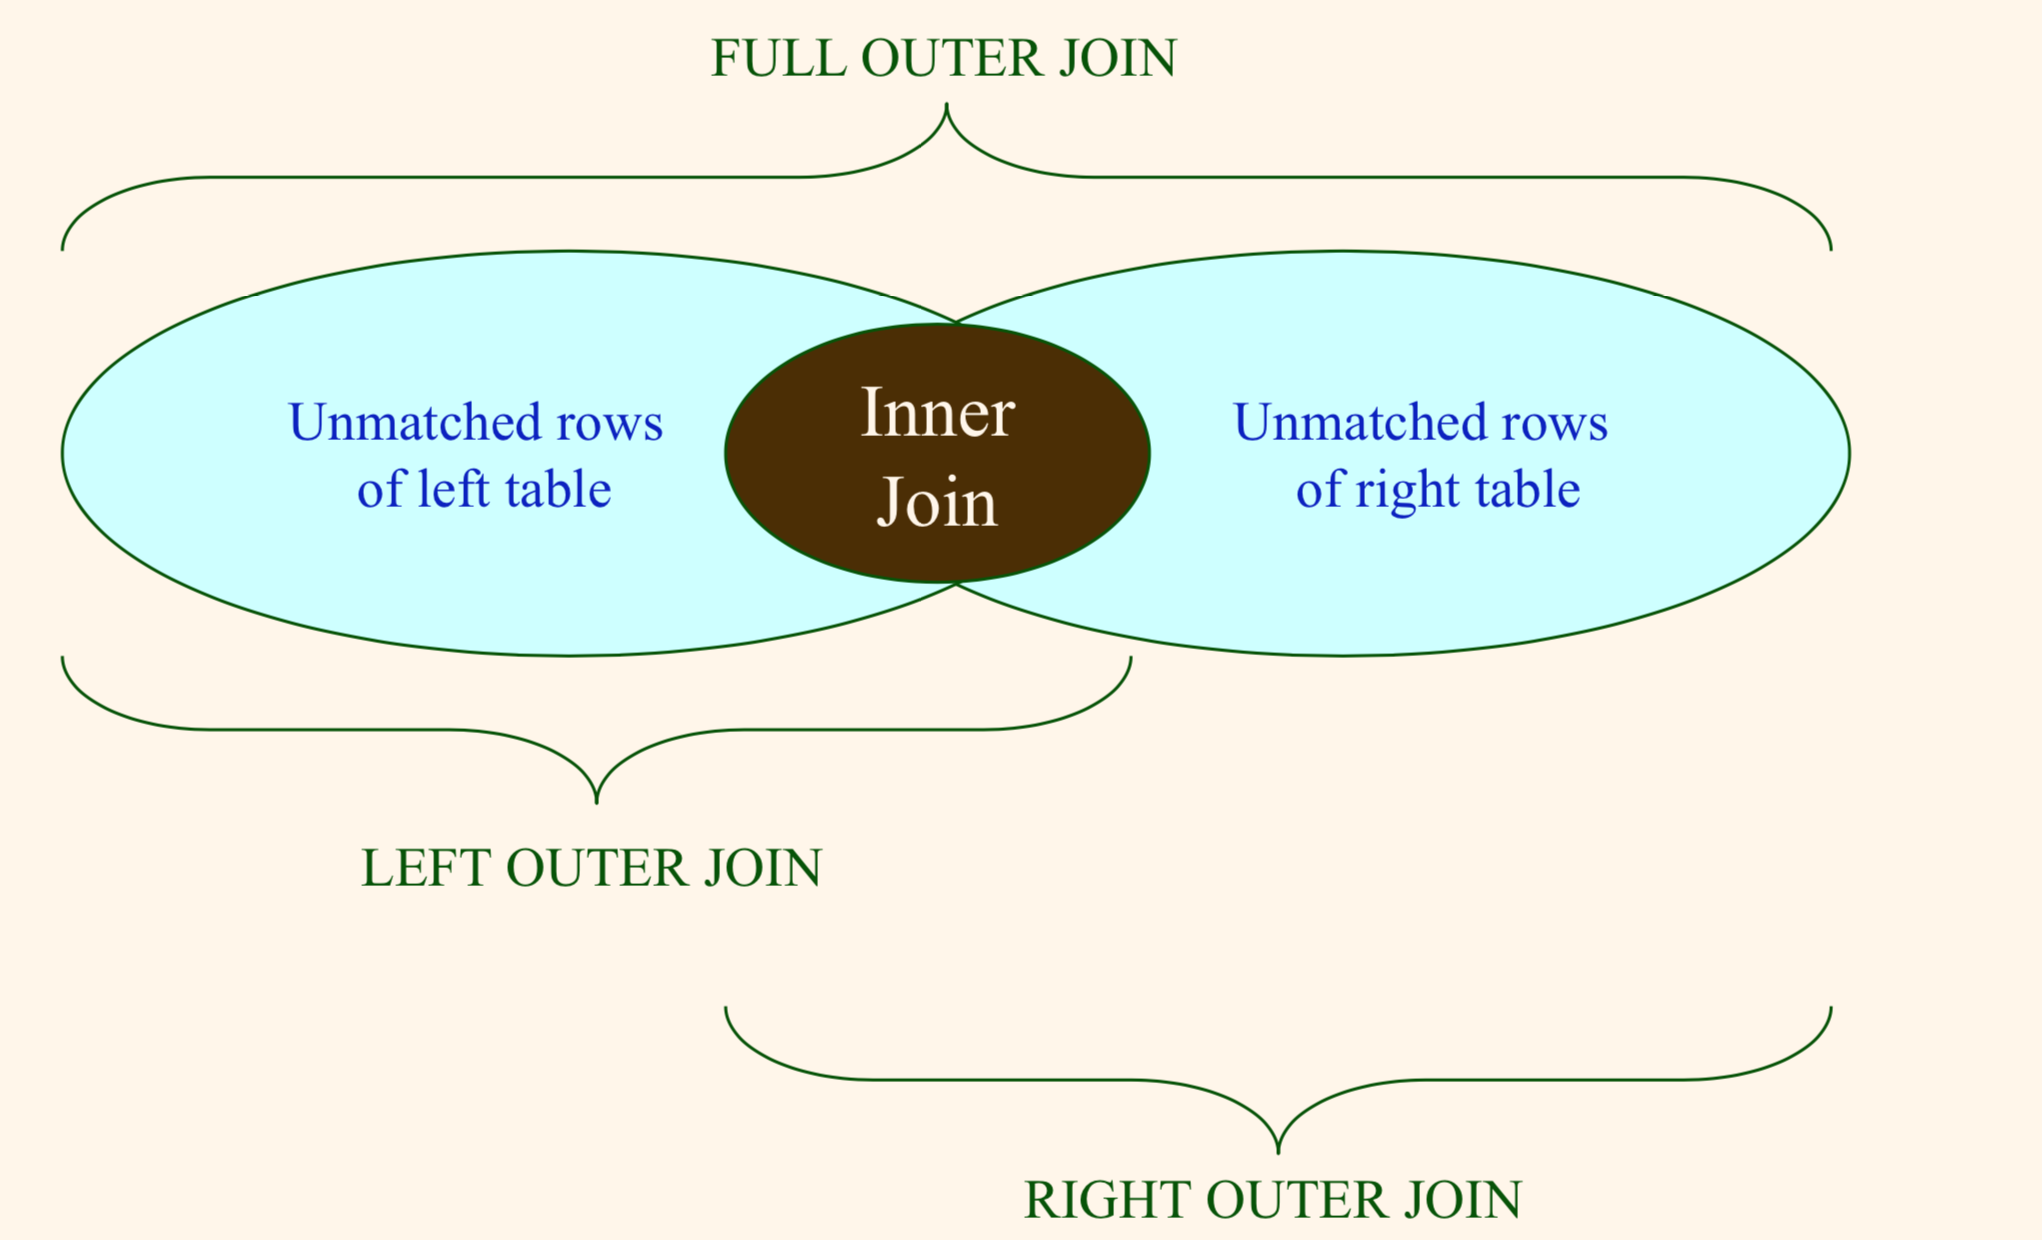 FULL OUTER JOIN
Unmatched rows
of left table
Inner
Join
Unmatched rows
of right table
LEFT OUTER JOIN
RIGHT OUTER JOIN